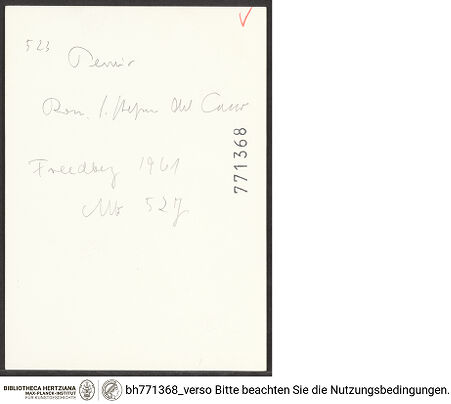 523
Rom. S. Stefano del Cacco
Freedberg 1961
Abb 527
771368
BIBLIOTHECA HERTZIANA
MAX-PLANCK-INSTITUT
FÜR KUNSTGESCHICHTE
bh771368_verso Bitte beachten Sie die Nutzungsbedingungen.